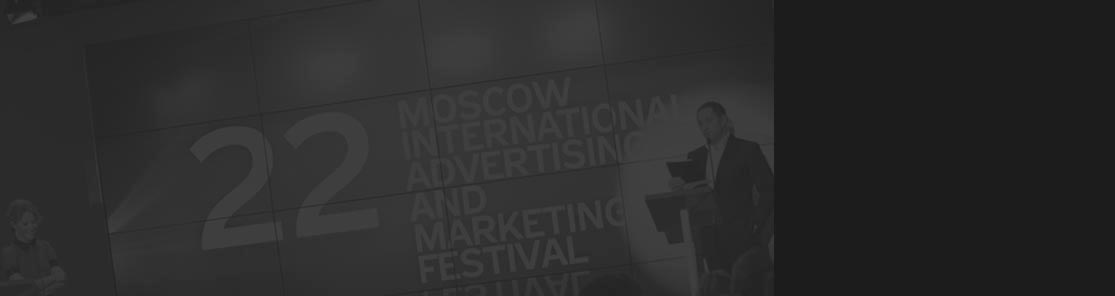 22
MOSCOW
INTERNATIONAL
ADVERTISING
AND
MARKETING
FESTIVAL